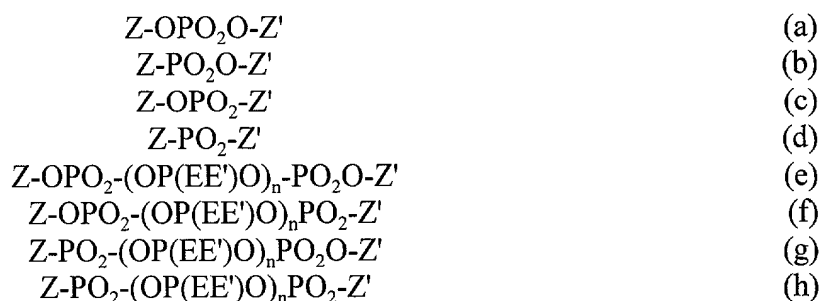 Z-OPO₂O-Z' (a)
Z-PO₂O-Z' (b)
Z-OPO₂-Z' (c)
Z-PO₂-Z' (d)
Z-OPO₂-(OP(EE')O)ₙ-PO₂O-Z' (e)
Z-OPO₂-(OP(EE')O)ₙPO₂-Z' (f)
Z-PO₂-(OP(EE')O)ₙPO₂O-Z' (g)
Z-PO₂-(OP(EE')O)ₙPO₂-Z' (h)